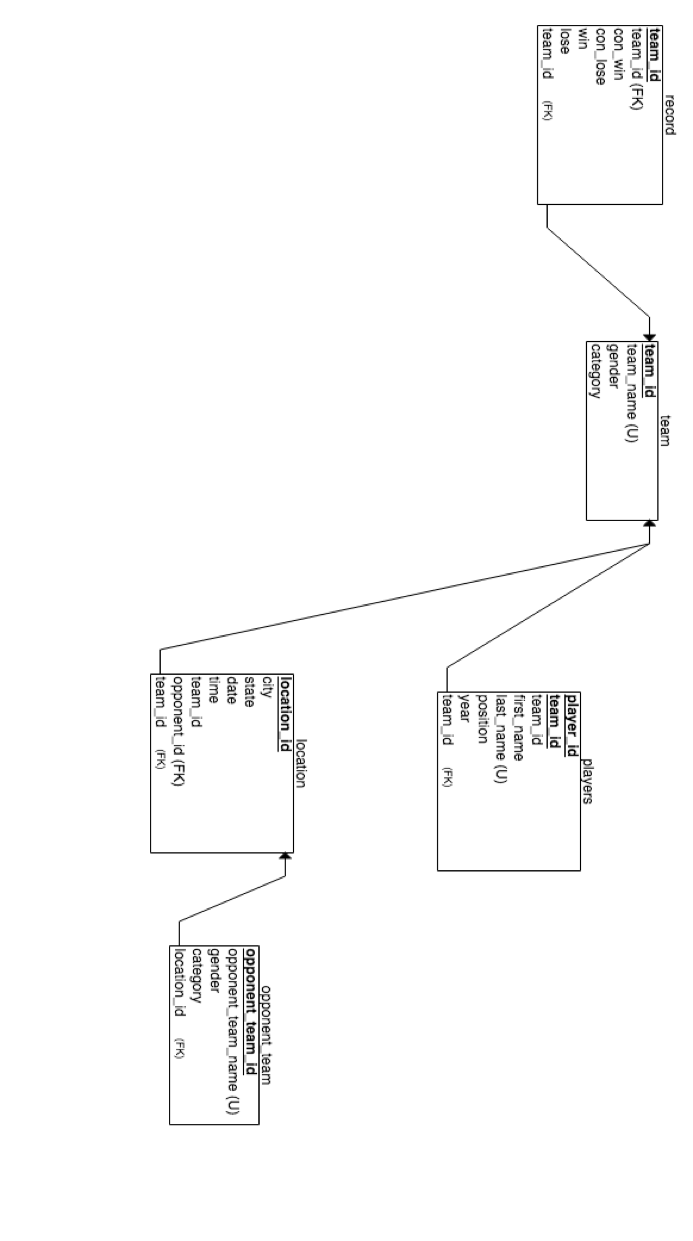 record
team_id
team_id (FK)
con_win
con_lose
win
lose
team_id (FK)
team
team_id
team_name (U)
gender
category
players
player_id
team_id
team_id
first_name
last_name (U)
position
year
team_id (FK)
location
location_id
city
state
date
time
team_id
opponent_id (FK)
team_id (FK)
opponent_team
opponent_team_id
opponent_team_name (U)
gender
category
location_id (FK)